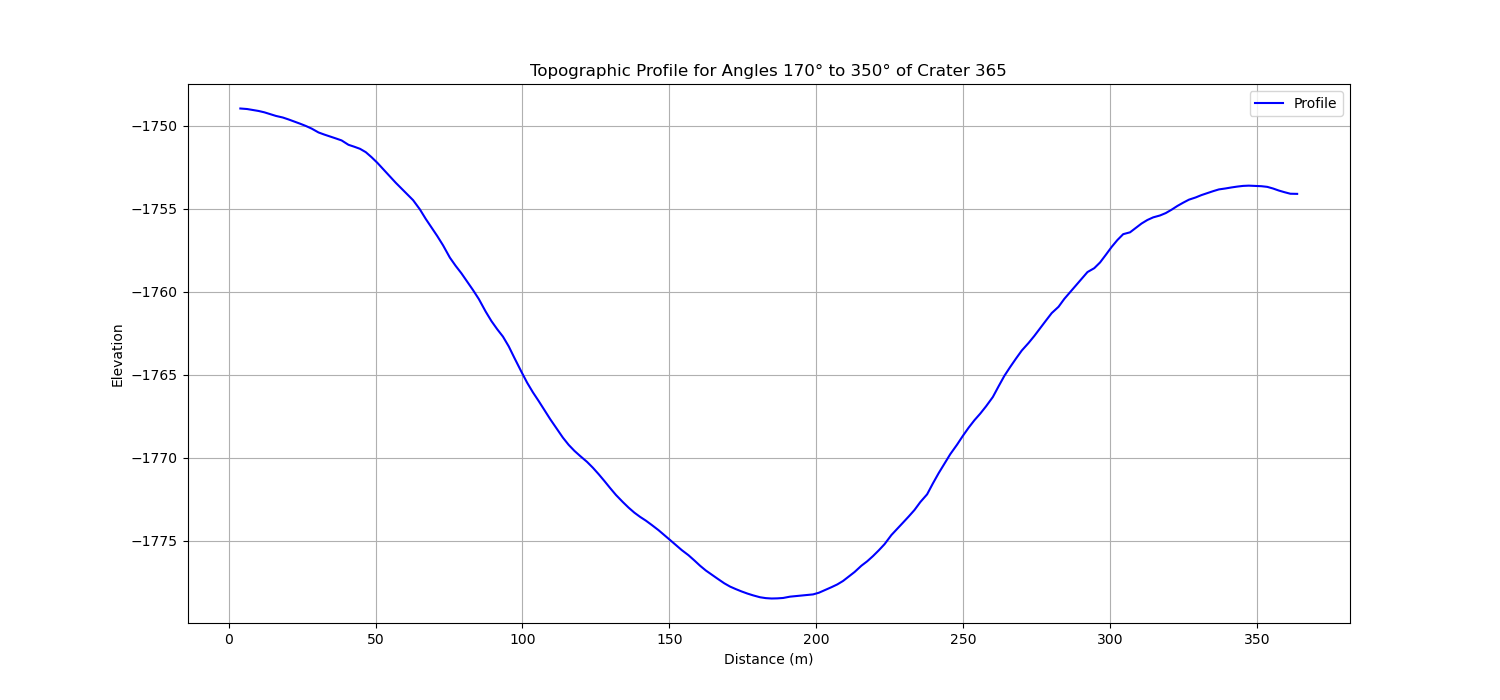 Topographic Profile for Angles 170° to 350° of Crater 365
Profile
−1750
−1755
−1760
−1765
−1770
−1775
Elevation
0 50 100 150 200 250 300 350
Distance (m)